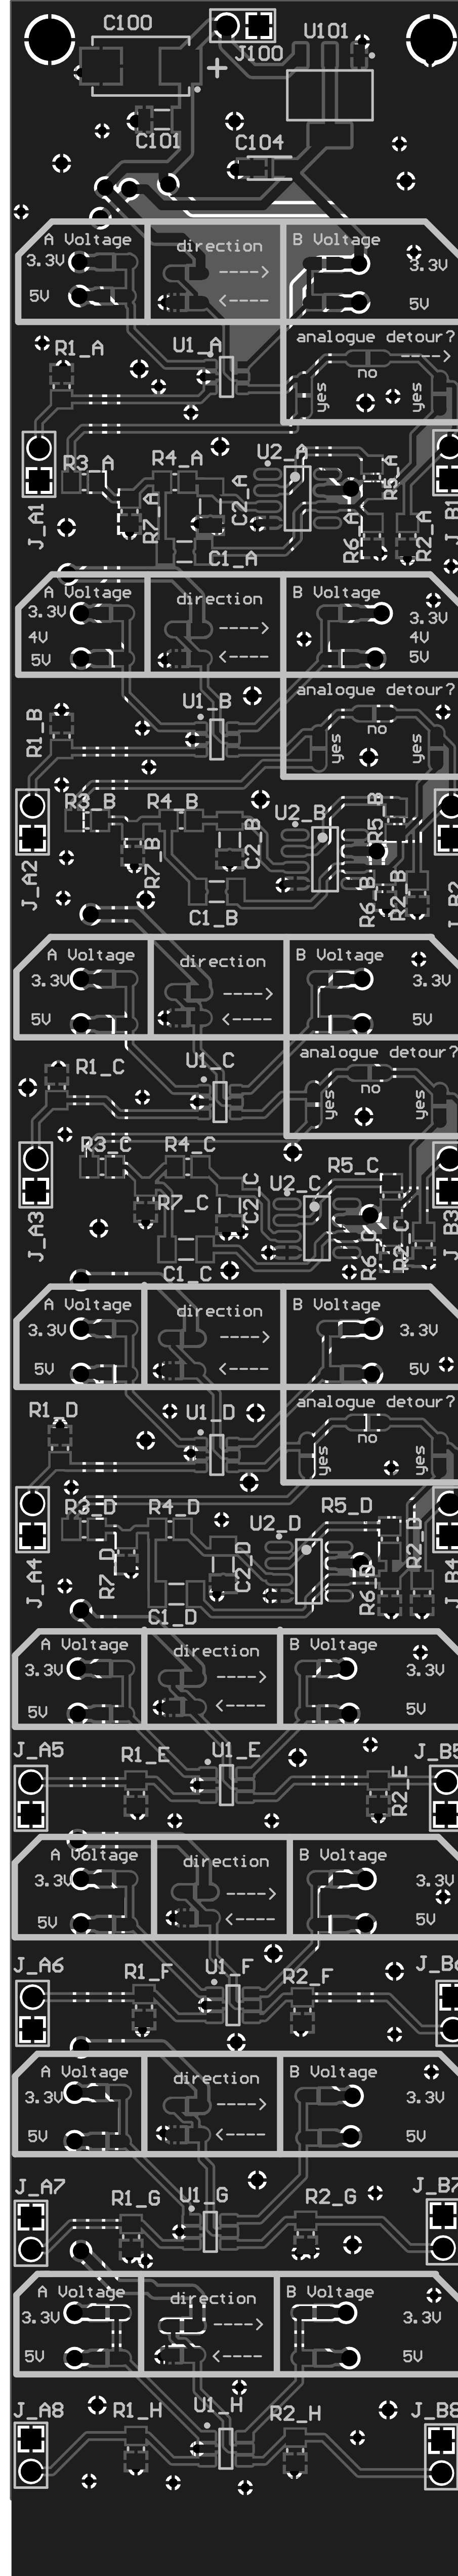 C100
U101
J100
C101
C104
A Voltage
direction
B Voltage
3.3V
3.3V
---->
5V
<----
5V
analogue detour?
R1_A
U1_A
---->
no
yes
yes
R3_A
R4_A
U2_A
R5_A
J_A1
R7_A
C2_A
R6_A
R2_A
C1_A
A Voltage
direction
B Voltage
3.3V
4V
5V
---->
<----
3.3V
4V
5V
analogue detour?
R1_B
U1_B
no
yes
yes
R3_B
R4_B
U2_B
R5_B
J_A2
R7_B
C2_B
R6_B
R2_B
C1_B
A Voltage
direction
B Voltage
3.3V
---->
3.3V
5V
<----
5V
analogue detour?
R1_C
U1_C
no
yes
yes
R3_C
R4_C
R5_C
U2_C
J_A3
R7_C
C2_C
R6_C
R2_C
J_B3
C1_C
A Voltage
direction
B Voltage
3.3V
---->
3.3V
5V
<----
5V
analogue detour?
R1_D
U1_D
no
yes
yes
R3_D
R4_D
R5_D
U2_D
J_A4
R7_D
C2_D
R6_D
R2_D
J_B4
C1_D
A Voltage
direction
B Voltage
3.3V
---->
3.3V
5V
<----
5V
J_A5
R1_E
U1_E
J_B5
R2_E
A Voltage
direction
B Voltage
3.3V
---->
3.3V
5V
<----
5V
J_A6
R1_F
U1_F
R2_F
J_B6
A Voltage
direction
B Voltage
3.3V
---->
3.3V
5V
<----
5V
J_A7
R1_G
U1_G
R2_G
J_B7
A Voltage
direction
B Voltage
3.3V
---->
3.3V
5V
<----
5V
J_A8
R1_H
U1_H
R2_H
J_B8